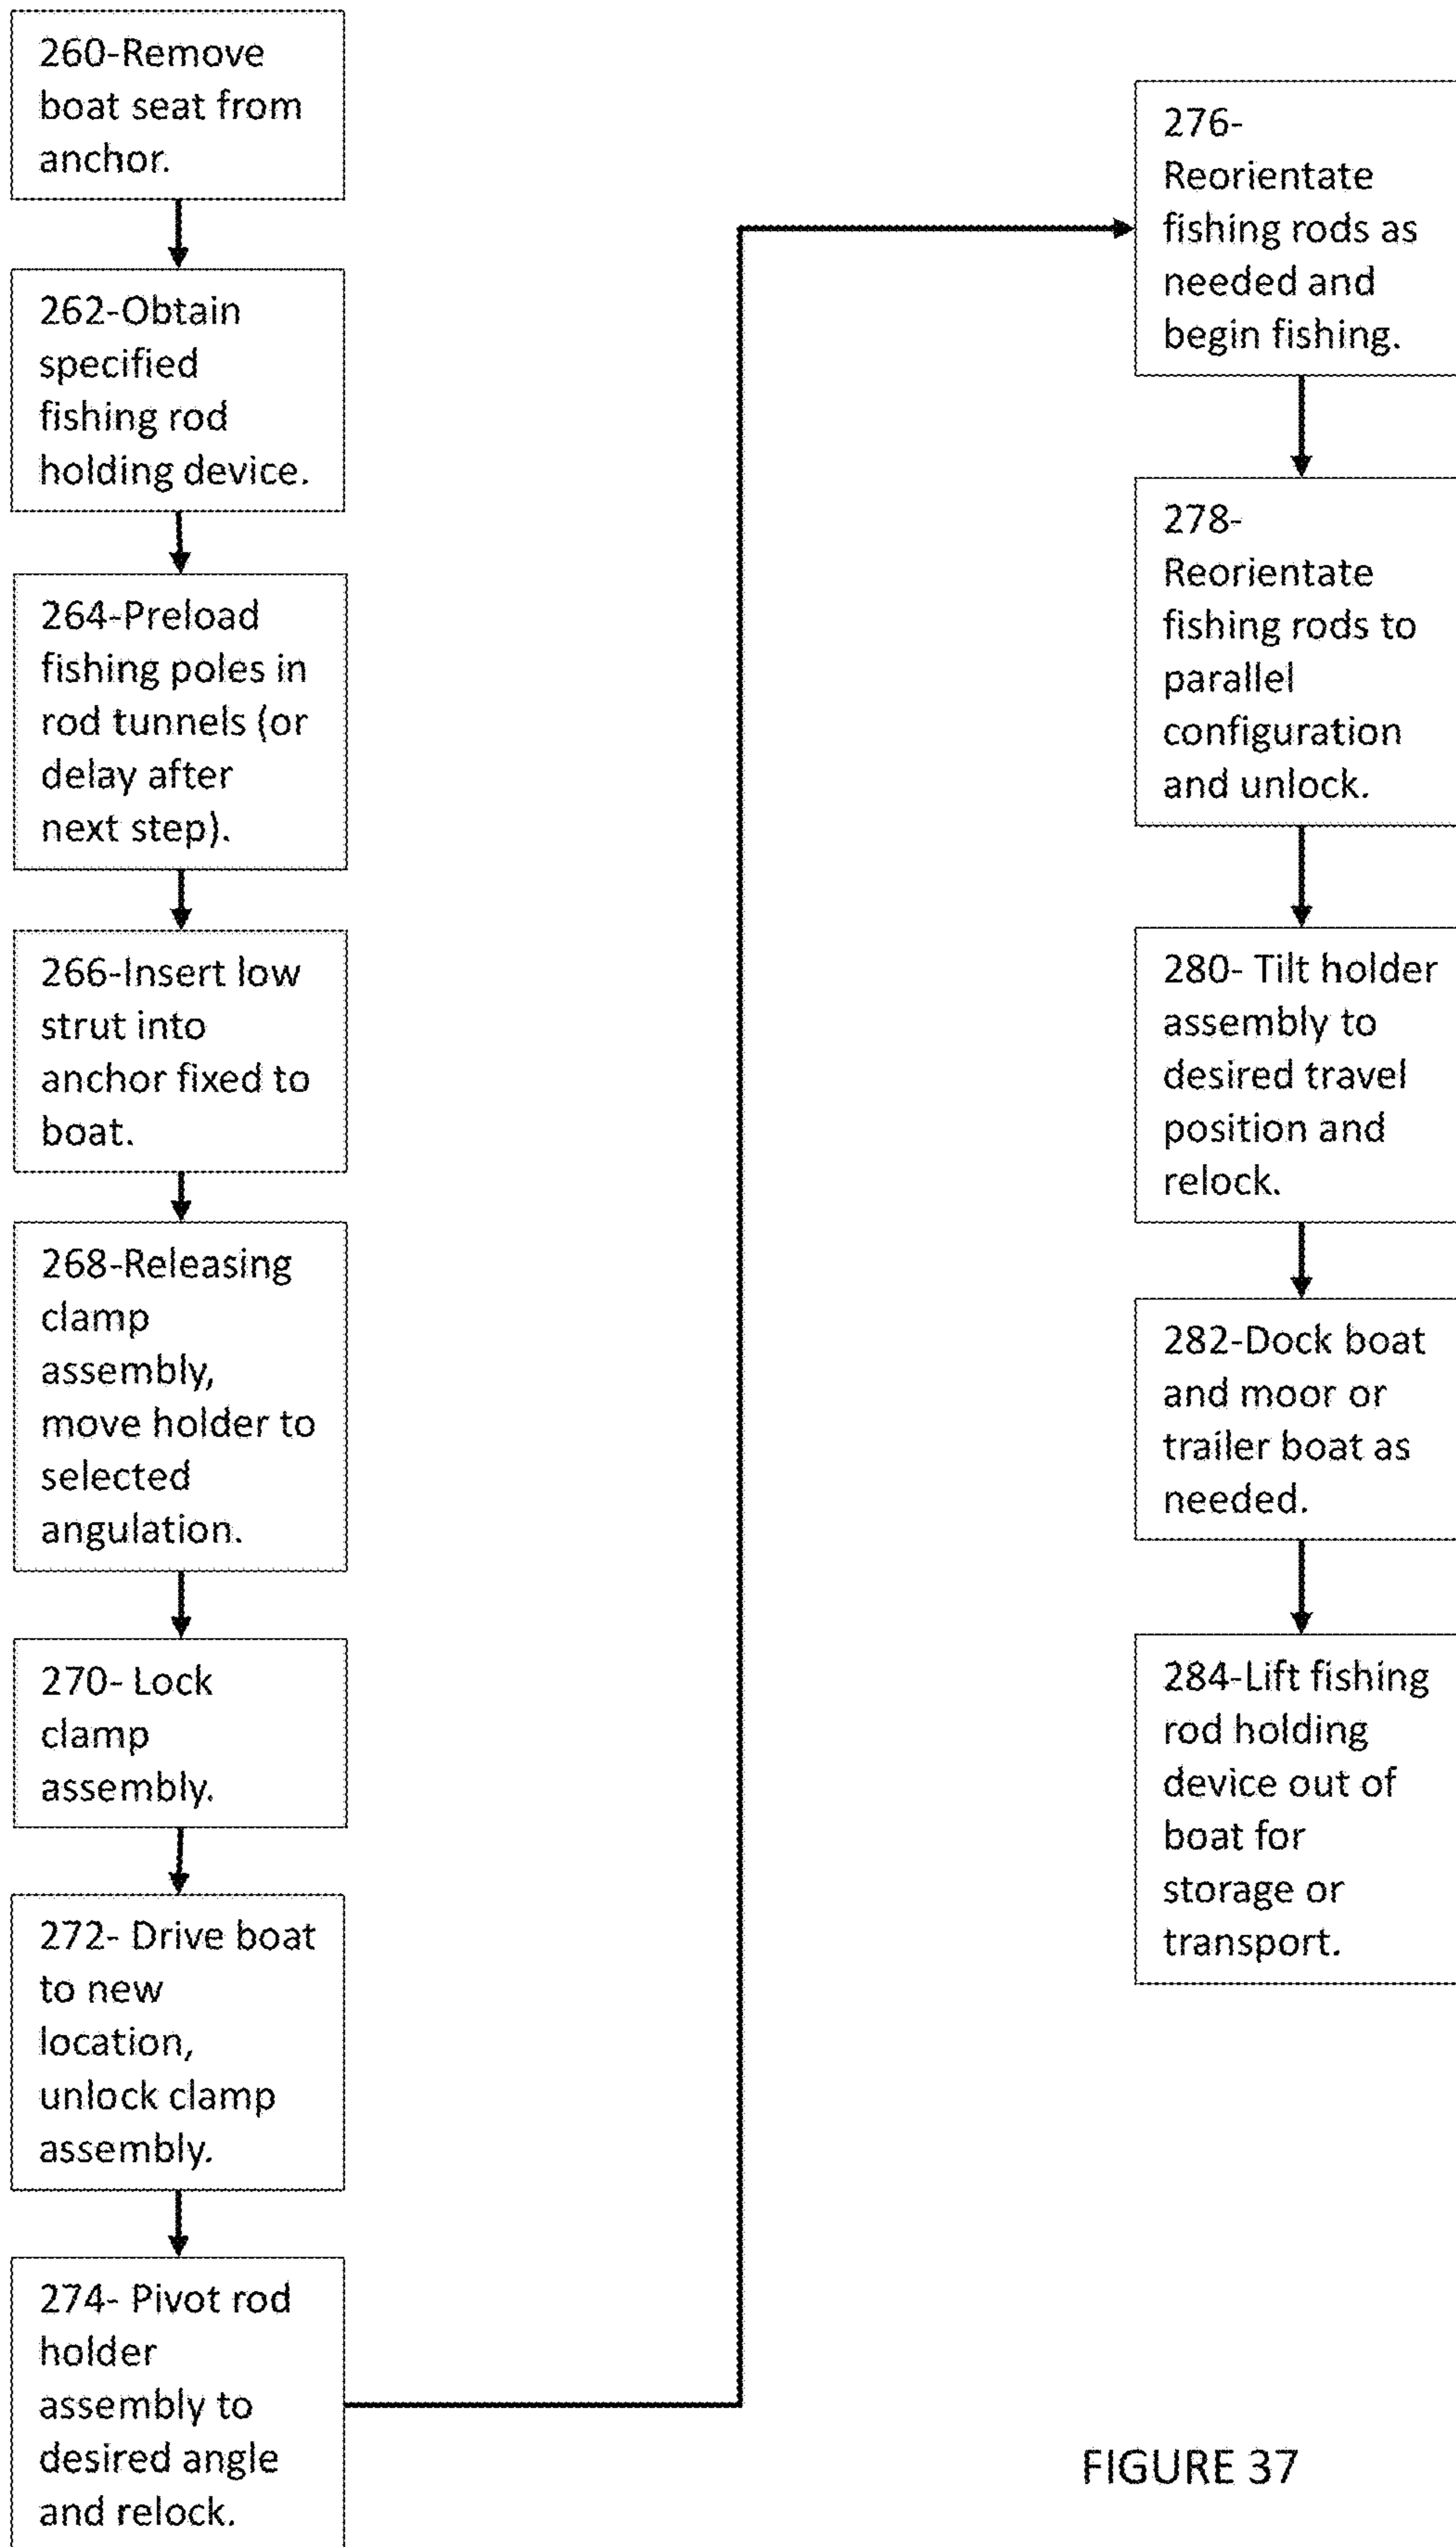 260-Remove
boat seat from
anchor.
262-Obtain
specified
fishing rod
holding device.
264-Preload
fishing poles in
rod tunnels (or
delay after
next step).
266-Insert low
strut into
anchor fixed to
boat.
268-Releasing
clamp
assembly,
move holder to
selected
angulation.
270- Lock
clamp
assembly.
272- Drive boat
to new
location,
unlock clamp
assembly.
274- Pivot rod
holder
assembly to
desired angle
and relock.
276-
Reorientate
fishing rods as
needed and
begin fishing.
278-
Reorientate
fishing rods to
parallel
configuration
and unlock.
280- Tilt holder
assembly to
desired travel
position and
relock.
282-Dock boat
and moor or
trailer boat as
needed.
284-Lift fishing
rod holding
device out of
boat for
storage or
transport.
FIGURE 37